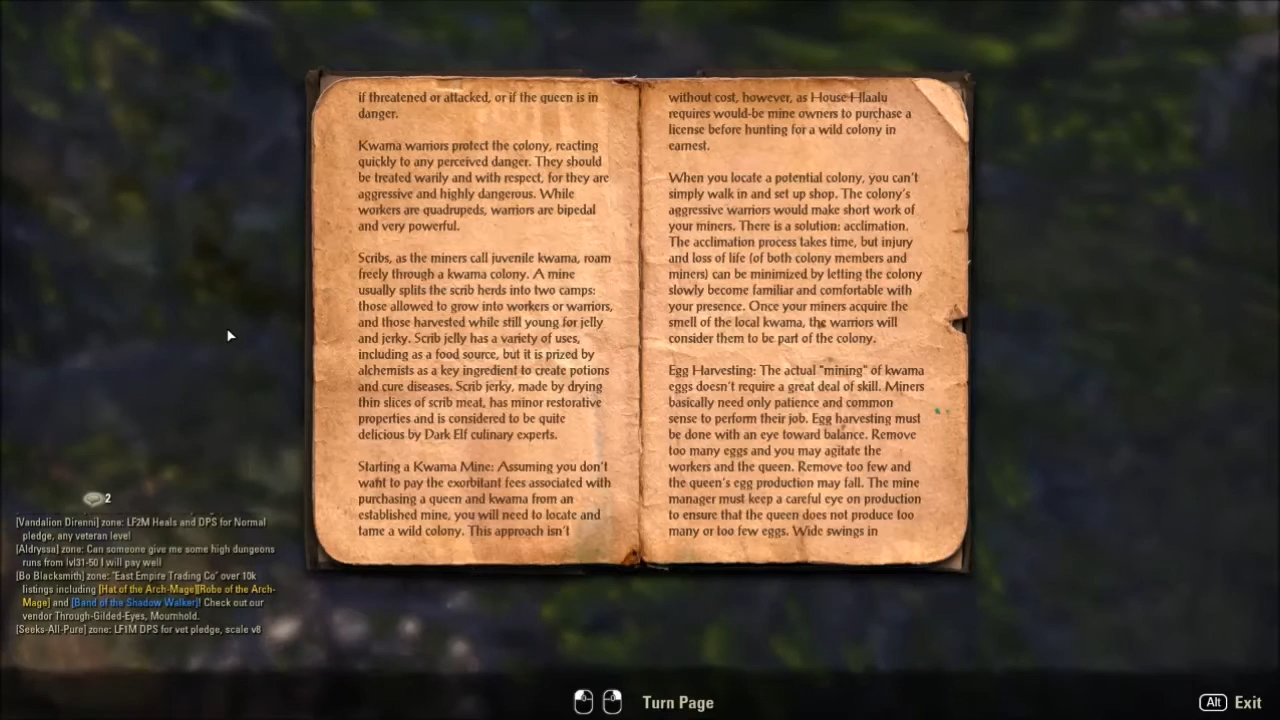 if threatened or attacked, or if the queen is in
danger.
Kwama warriors protect the colony, reacting
quickly to any perceived danger. They should
be treated warily and with respect, for they are
aggressive and highly dangerous. While
workers are quadrupeds, warriors are bipedal
and very powerful.
Scribs, as the miners call juvenile kwama, roam
freely through a kwama colony. A mine
usually splits the scrib herds into two camps:
those allowed to grow into workers or warriors,
and those harvested while still young for jelly
and jerky. Scrib jelly has a variety of uses,
including as a food source, but it is prized by
alchemists as a key ingredient to create potions
and cure diseases. Scrib jerky, made by drying
thin slices of scrib meat, has minor restorative
properties and is considered to be quite
delicious by Dark Elf culinary experts.
Starting a Kwama Mine: Assuming you don't
want to pay the exorbitant fees associated with
purchasing a queen and kwama from an
established mine, you will need to locate and
tame a wild colony. This approach isn't
without cost, however, as House Hlaalu
requires would-be mine owners to purchase a
license before hunting for a wild colony in
earnest.
When you locate a potential colony, you can't
simply walk in and set up shop. The colony's
aggressive warriors would make short work of
your miners. There is a solution: acclimation.
The acclimation process takes time, but injury
and loss of life (of both colony members and
miners) can be minimized by letting the colony
slowly become familiar and comfortable with
your presence. Once your miners acquire the
smell of the local kwama, the warriors will
consider them to be part of the colony.
Egg Harvesting: The actual "mining" of kwama
eggs doesn't require a great deal of skill. Miners
basically need only patience and common
sense to perform their job. Egg harvesting must
be done with an eye toward balance. Remove
too many eggs and you may agitate the
workers and the queen. Remove too few and
the queen's egg production may fall. The mine
manager must keep a careful eye on production
to ensure that the queen does not produce too
many or too few eggs. Wide swings in
2
[Vandalion Direnni] zone: LF2M Heals and DPS for Normal
pledge, any veteran level
[Aldryssa] zone: Can someone give me some high dungeons
runs from lvl31-50 I will pay well
[Bo Blacksmith] zone: "East Empire Trading Co" over 10k
listings including [Hat of the Arch-Mage][Robe of the Arch-
Mage] and [Band of the Shadow Walker]! Check out our
vendor Through-Gilded-Eyes, Mournhold.
[Seeks-All-Pure] zone: LF1M DPS for vet pledge, scale v8
Turn Page
Alt Exit